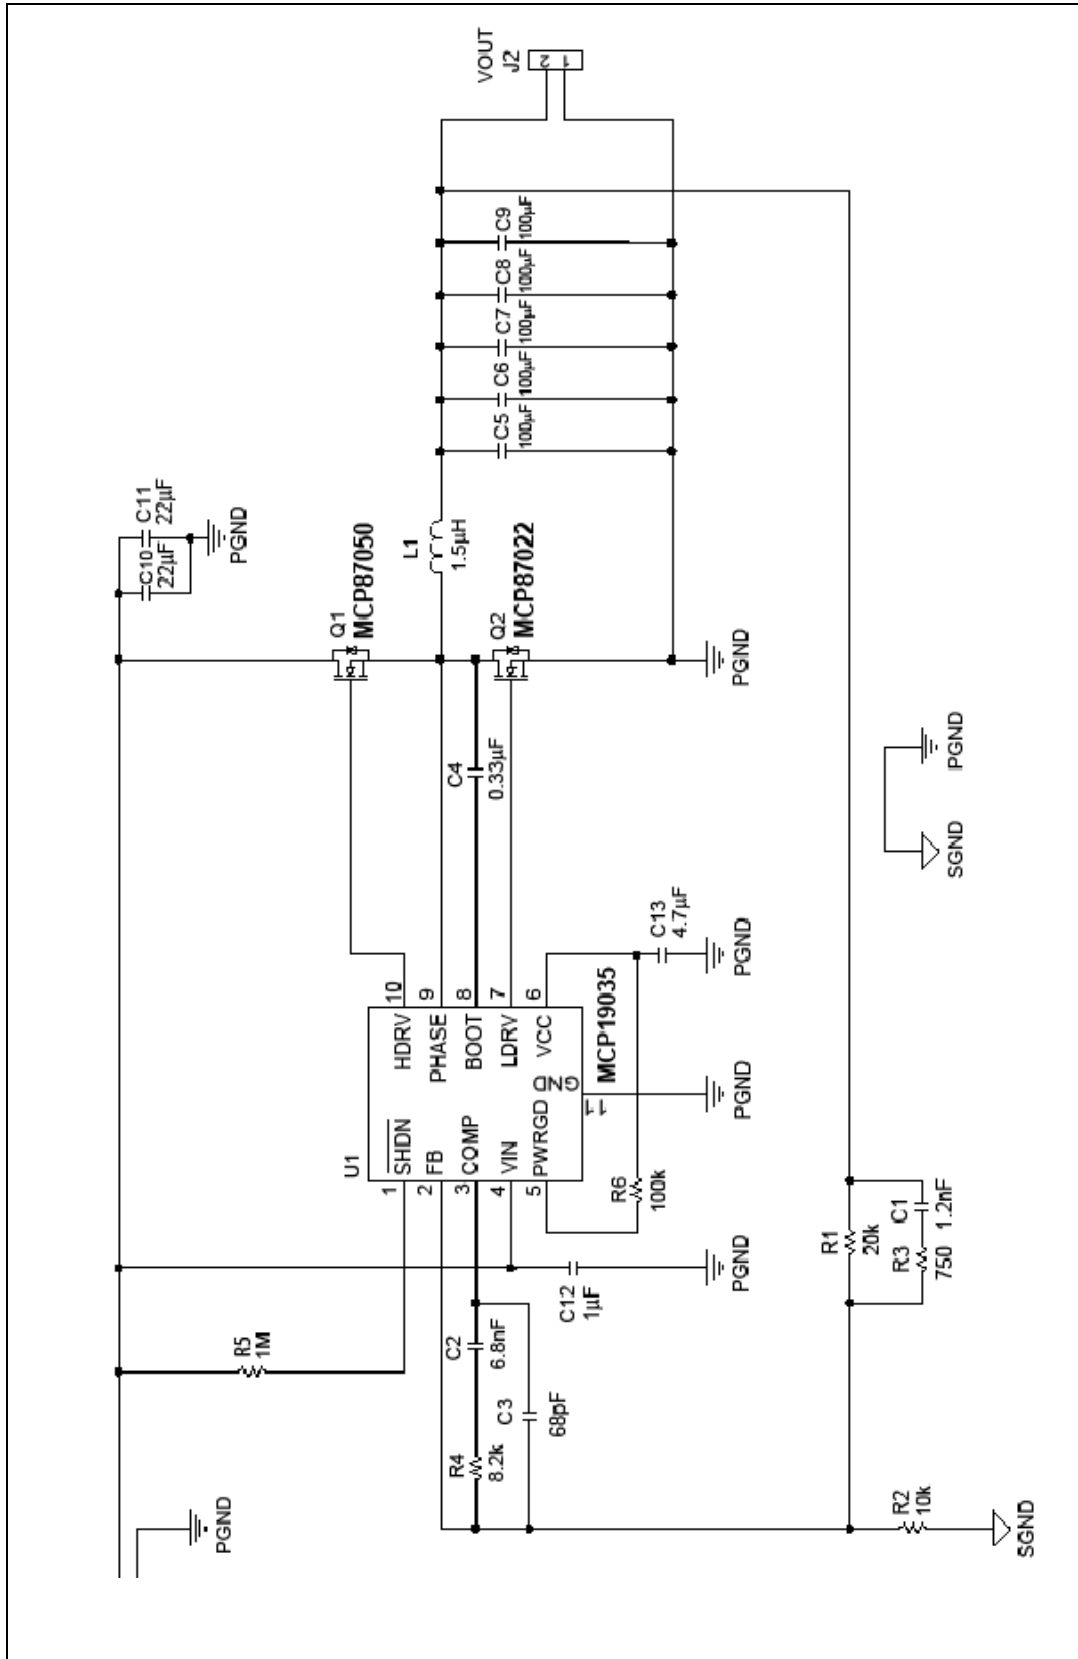 VOUT
J2
2
1
C9
100µF
C8
100µF
C7
100µF
C6
100µF
C5
100µF
C11
22µF
C10
22µF
PGND
Q1
MCP87050
L1
1.5µH
Q2
MCP87022
PGND
C4
0.33µF
PGND
SGND
C13
4.7µF
PGND
MCP19035
U1
10
HDRV
9
PHASE
8
BOOT
7
LDRV
6
VCC
GND
11
1
SHDN
2
FB
3
COMP
4
VIN
5
PWRGD
PGND
R6
100k
C12
1µF
PGND
R1
20k
C1
1.2nF
R3
750
R5
1M
C2
6.8nF
C3
68pF
R4
8.2k
PGND
R2
10k
SGND